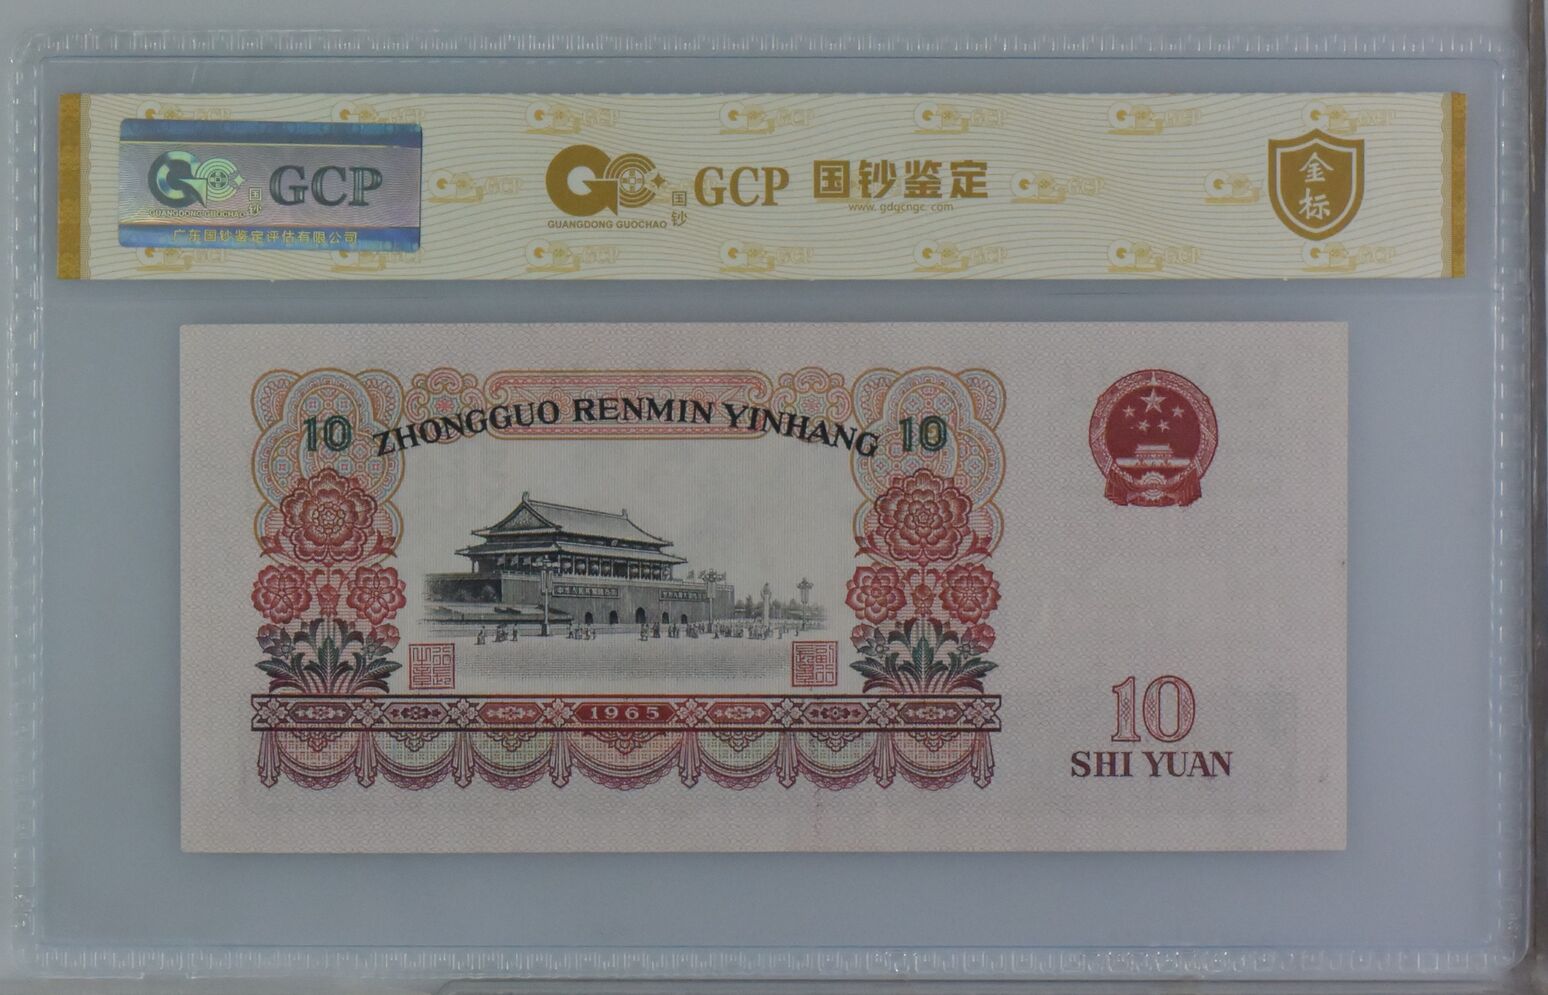 GCP
国钞
GUANGDONG GUOCHAO
广东国钞鉴定评估有限公司
国钞
GCP 国钞鉴定
www.gdgcngc.com
GUANGDONG GUOCHAO
金标
10 ZHONGGUO RENMIN YINHANG 10
1965
10
SHI YUAN